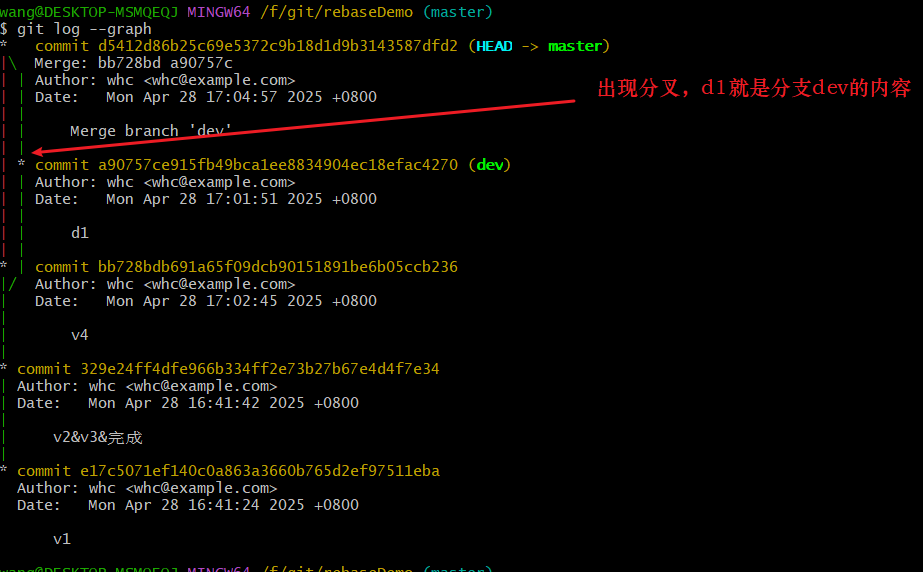 wang@DESKTOP-MSMQEQJ MINGW64 /f/git/rebaseDemo (master)
$ git log --graph
*   commit d5412d86b25c69e5372c9b18d1d9b3143587dfd2 (HEAD -> master)
|\  Merge: bb728bd a90757c
| | Author: whc <whc@example.com>
| | Date:   Mon Apr 28 17:04:57 2025 +0800
| |
| |     Merge branch 'dev'
| |
| * commit a90757ce915fb49bca1ee8834904ec18efac4270 (dev)
| | Author: whc <whc@example.com>
| | Date:   Mon Apr 28 17:01:51 2025 +0800
| |
| |     d1
| |
* | commit bb728bdb691a65f09dcb90151891be6b05ccb236
|/  Author: whc <whc@example.com>
|   Date:   Mon Apr 28 17:02:45 2025 +0800
|
|       v4
|
* commit 329e24ff4dfe966b334ff2e73b27b67e4d4f7e34
| Author: whc <whc@example.com>
| Date:   Mon Apr 28 16:41:42 2025 +0800
|
|     v2&v3&完成
|
* commit e17c5071ef140c0a863a3660b765d2ef97511eba
  Author: whc <whc@example.com>
  Date:   Mon Apr 28 16:41:24 2025 +0800

      v1
wang@DESKTOP-MSMQEQJ MINGW64 /f/git/rebaseDemo (master)
出现分叉，d1就是分支dev的内容